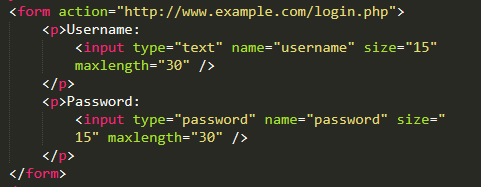 <form action="http://www.example.com/login.php">
<p>Username:
<input type="text" name="username" size="15"
maxlength="30" />
</p>
<p>Password:
<input type="password" name="password" size="
15" maxlength="30" />
</p>
</form>